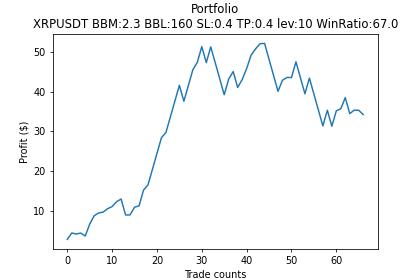 Portfolio
XRPUSDT BBM:2.3 BBL:160 SL:0.4 TP:0.4 lev:10 WinRatio:67.0
50
40
30
20
10
Profit ($)
0 10 20 30 40 50 60
Trade counts